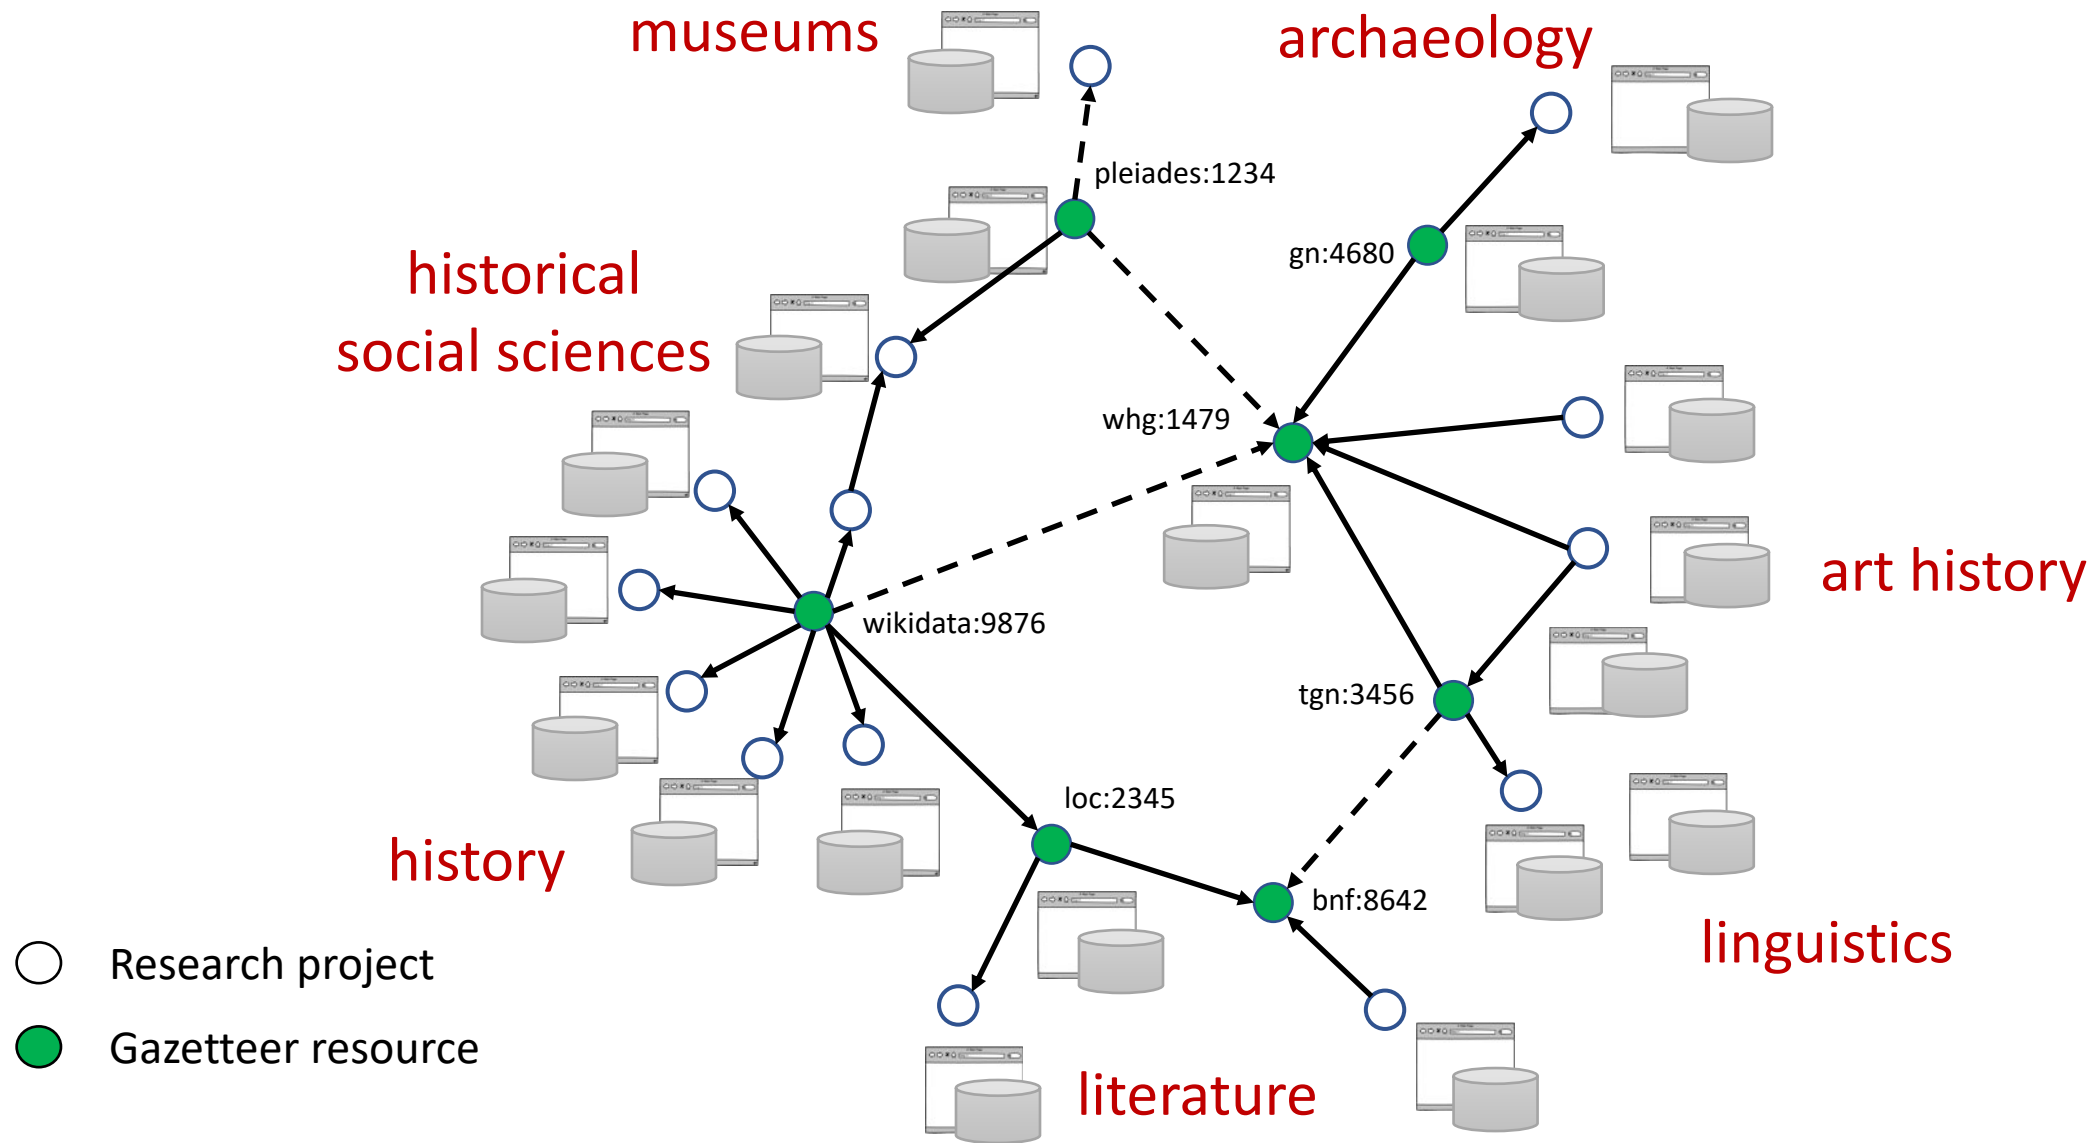 museums
archaeology
pleiades:1234
gn:4680
historical
social sciences
whg:1479
art history
wikidata:9876
tgn:3456
loc:2345
history
bnf:8642
linguistics
Research project
Gazetteer resource
literature